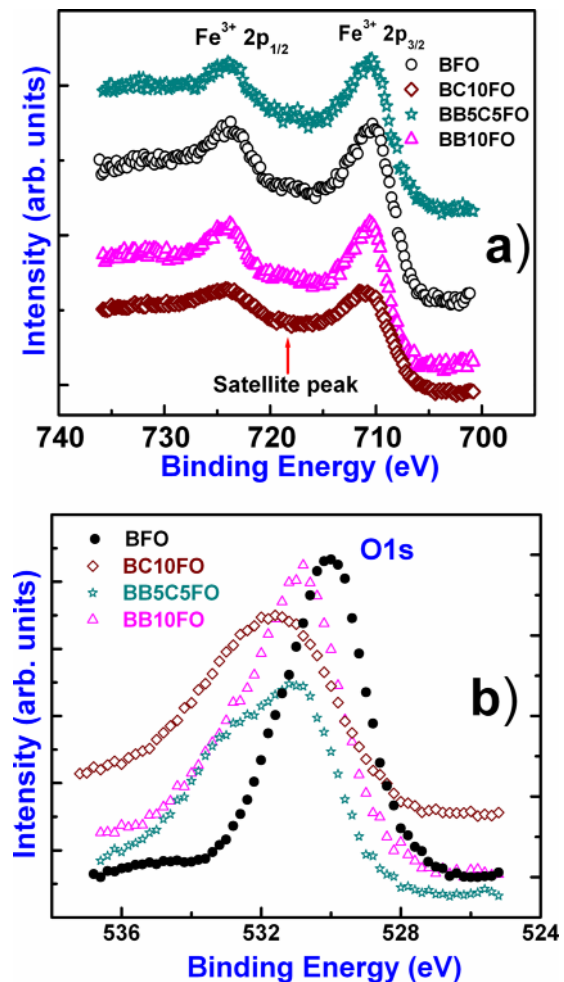 Fe³⁺ 2p₁/₂
Fe³⁺ 2p₃/₂
BFO
BC10FO
BB5C5FO
BB10FO
a)
Satellite peak
Intensity (arb. units)
740 730 720 710 700
Binding Energy (eV)
BFO
BC10FO
BB5C5FO
BB10FO
O1s
b)
Intensity (arb. units)
536 532 528 524
Binding Energy (eV)